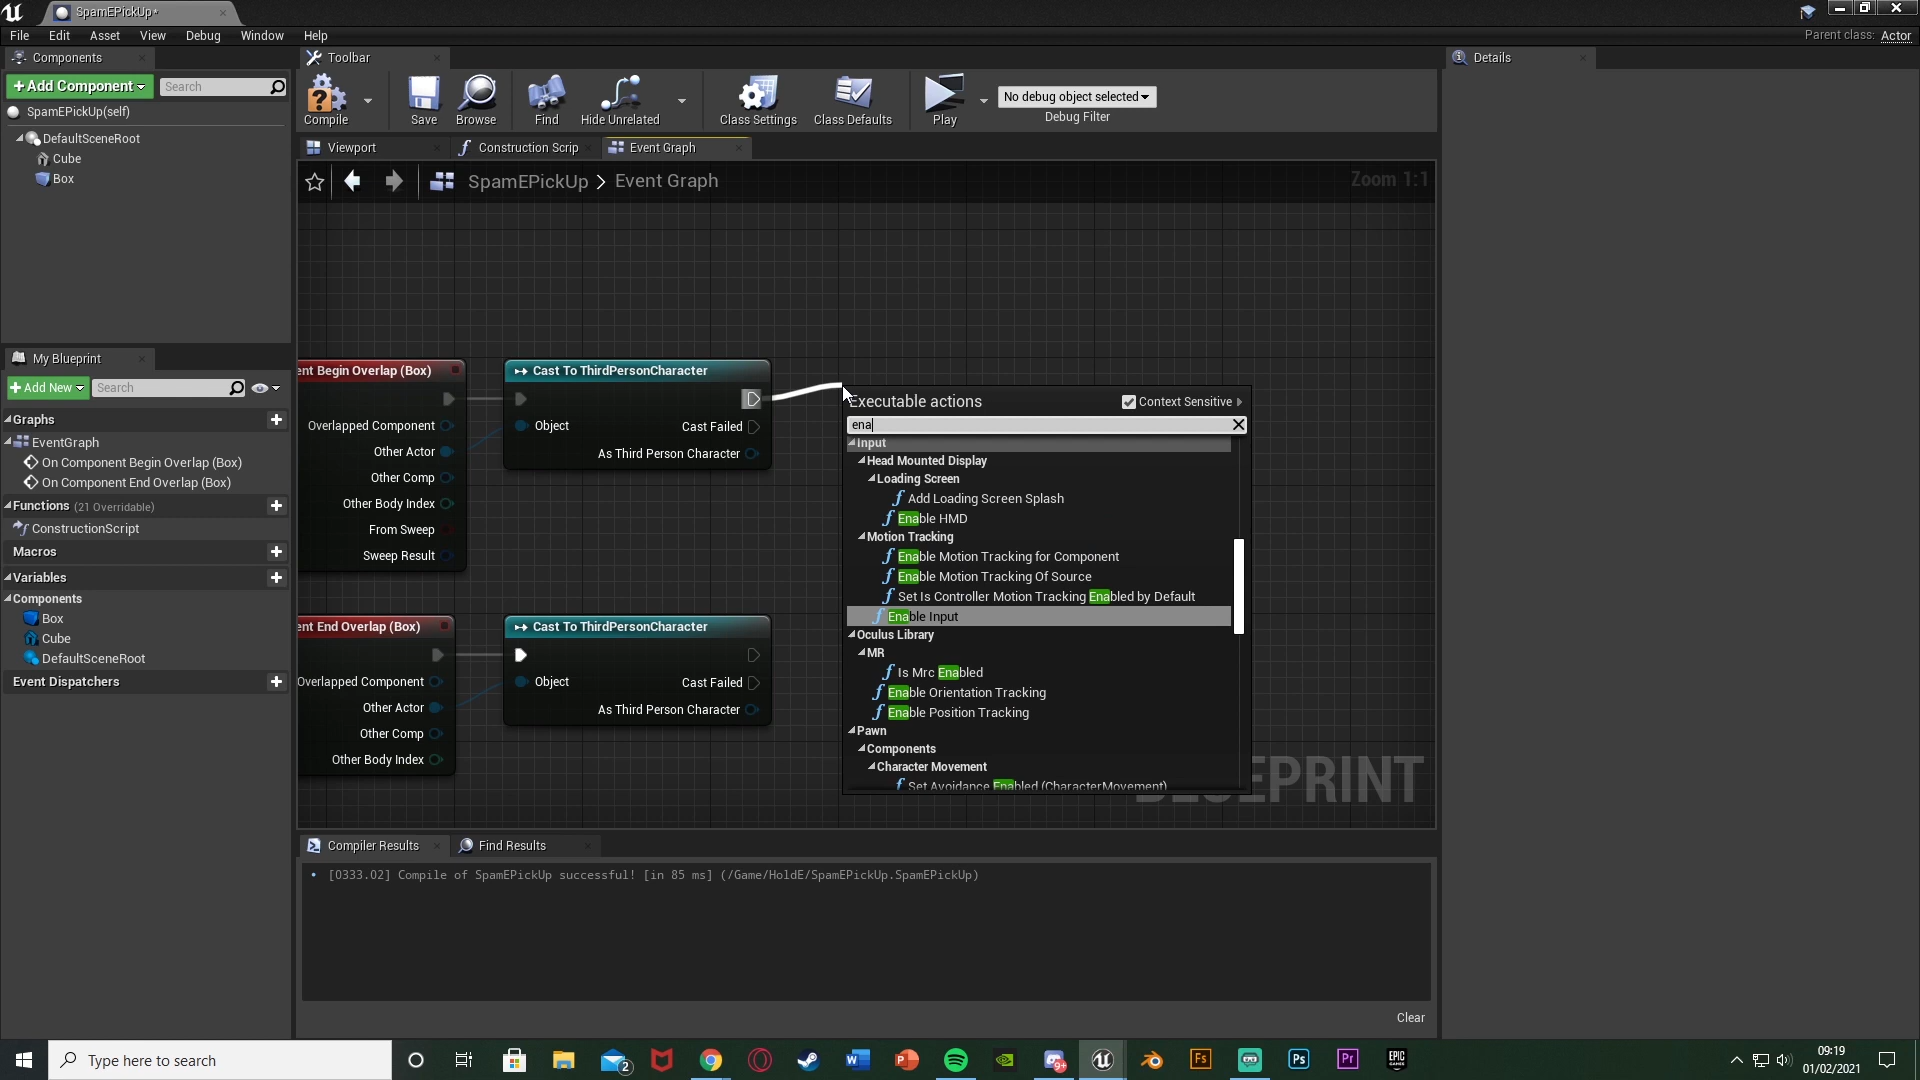 SpamEPickUp*
File Edit Asset View Debug Window Help
Parent class: Actor
Components
Toolbar
Details
+Add Component
Search
SpamEPickUp(self)
DefaultSceneRoot
Cube
Box
Compile
Save
Browse
Find
Hide Unrelated
Class Settings
Class Defaults
Play
No debug object selected
Debug Filter
Viewport
Construction Scrip
Event Graph
SpamEPickUp > Event Graph
Zoom 1:1
My Blueprint
+Add New
Search
Graphs
EventGraph
On Component Begin Overlap (Box)
On Component End Overlap (Box)
Functions (21 Overridable)
ConstructionScript
Macros
Variables
Components
Box
Cube
DefaultSceneRoot
Event Dispatchers
ent Begin Overlap (Box)
Overlapped Component
Other Actor
Other Comp
Other Body Index
From Sweep
Sweep Result
Cast To ThirdPersonCharacter
Object
Cast Failed
As Third Person Character
ent End Overlap (Box)
Overlapped Component
Other Actor
Other Comp
Other Body Index
Cast To ThirdPersonCharacter
Object
Cast Failed
As Third Person Character
Executable actions
Context Sensitive
ena
Input
Head Mounted Display
Loading Screen
Add Loading Screen Splash
Enable HMD
Motion Tracking
Enable Motion Tracking for Component
Enable Motion Tracking Of Source
Set Is Controller Motion Tracking Enabled by Default
Enable Input
Oculus Library
MR
Is Mrc Enabled
Enable Orientation Tracking
Enable Position Tracking
Pawn
Components
Character Movement
Set Avoidance Enabled (CharacterMovement)
BLUEPRINT
Compiler Results
Find Results
• [0333.02] Compile of SpamEPickUp successful! [in 85 ms] (/Game/HoldE/SpamEPickUp.SpamEPickUp)
Clear
Type here to search
2
9+
Fs
Ps
Pr
EPIC GAMES
09:19
01/02/2021